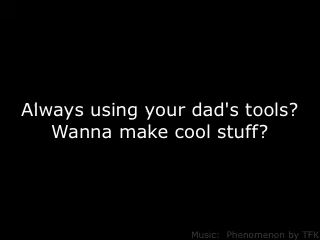 Always using your dad's tools?
Wanna make cool stuff?
Music:  Phenomenon by TFK